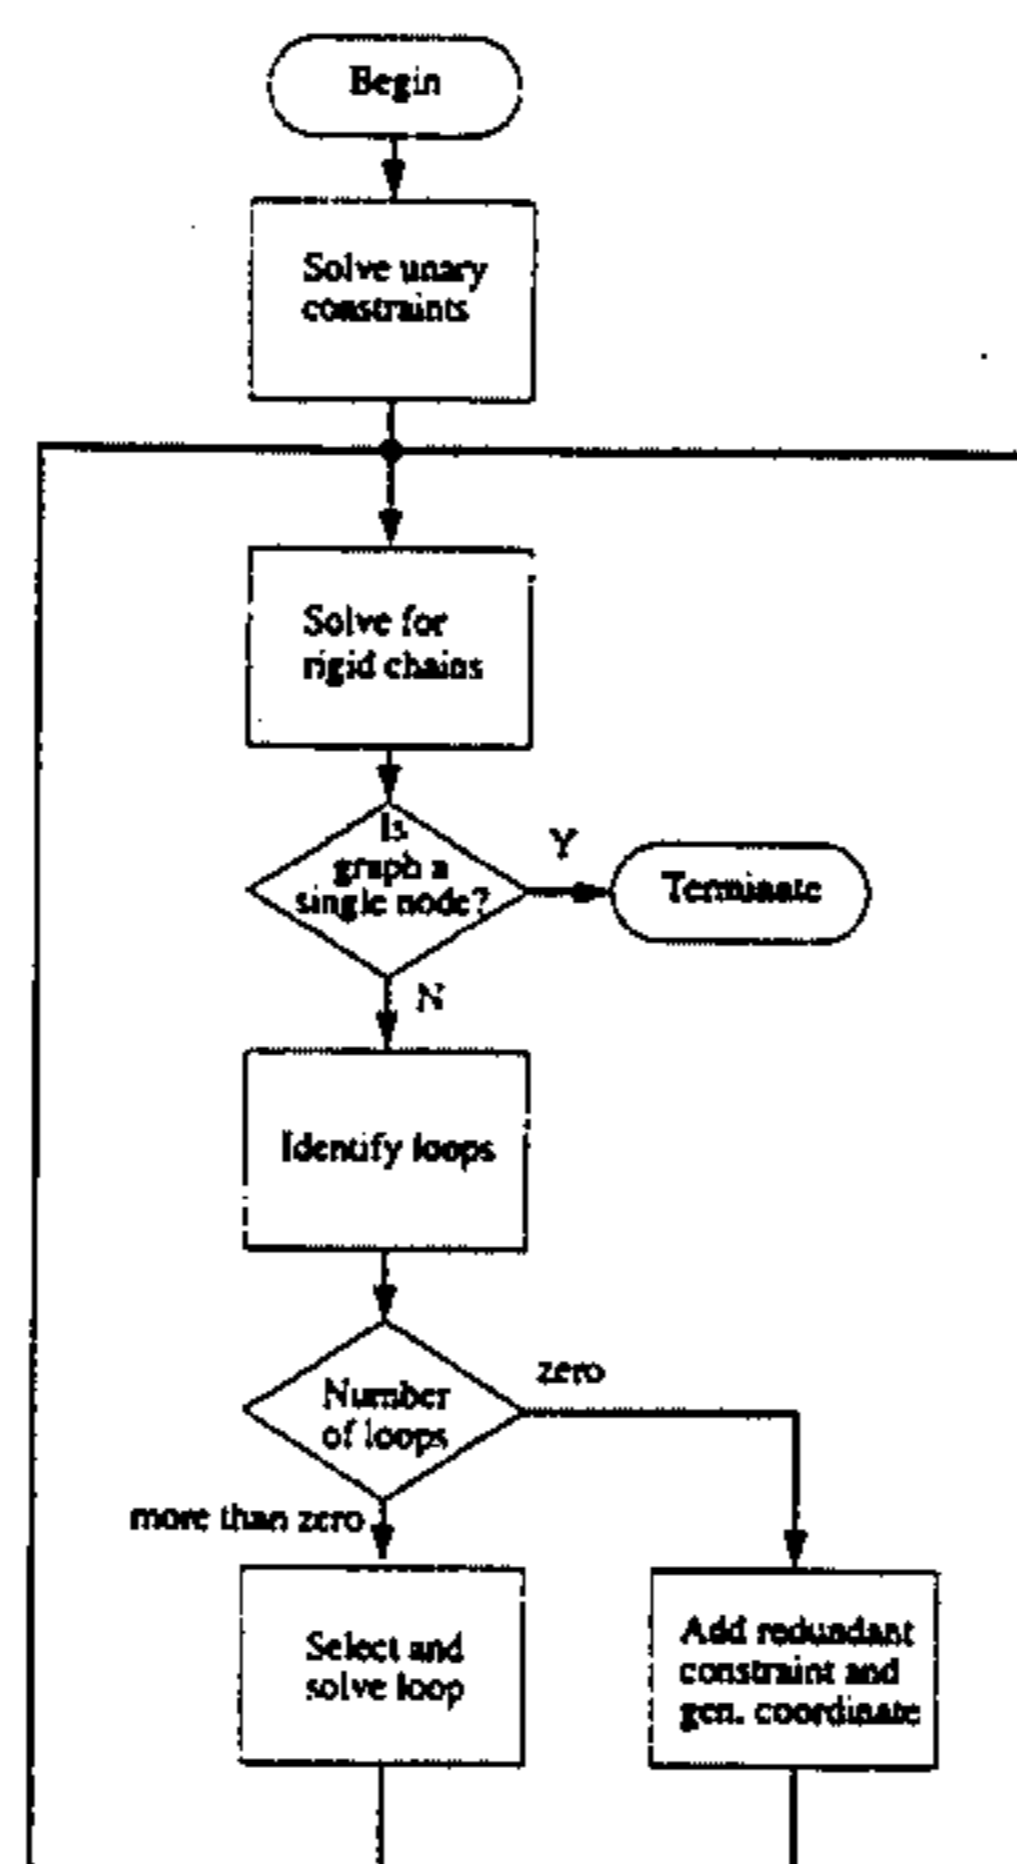 Begin
Solve unary
constraints
Solve for
rigid chains
Is
graph a
single node?
Y
Terminate
N
Identify loops
Number
of loops
zero
more than zero
Select and
solve loop
Add redundant
constraint and
gen. coordinate